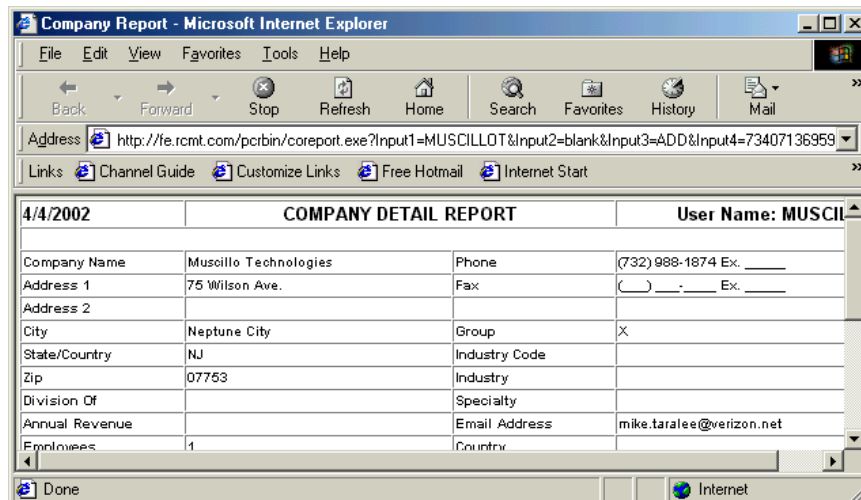 Company Report - Microsoft Internet Explorer
File Edit View Favorites Tools Help
Back Forward Stop Refresh Home Search Favorites History Mail
Address http://fe.rcmt.com/pcrbin/coreport.exe?Input1=MUSCILLOT&Input2=blank&Input3=ADD&Input4=73407136959
Links Channel Guide Customize Links Free Hotmail Internet Start
4/4/2002 COMPANY DETAIL REPORT User Name: MUSCIL
Company Name Muscillo Technologies Phone (732) 988-1874 Ex. _____
Address 1 75 Wilson Ave. Fax (___) ___-____ Ex. _____
Address 2
City Neptune City Group X
State/Country NJ Industry Code
Zip 07753 Industry
Division Of Specialty
Annual Revenue Email Address mike.taralee@verizon.net
Employees 1 Country
Done Internet